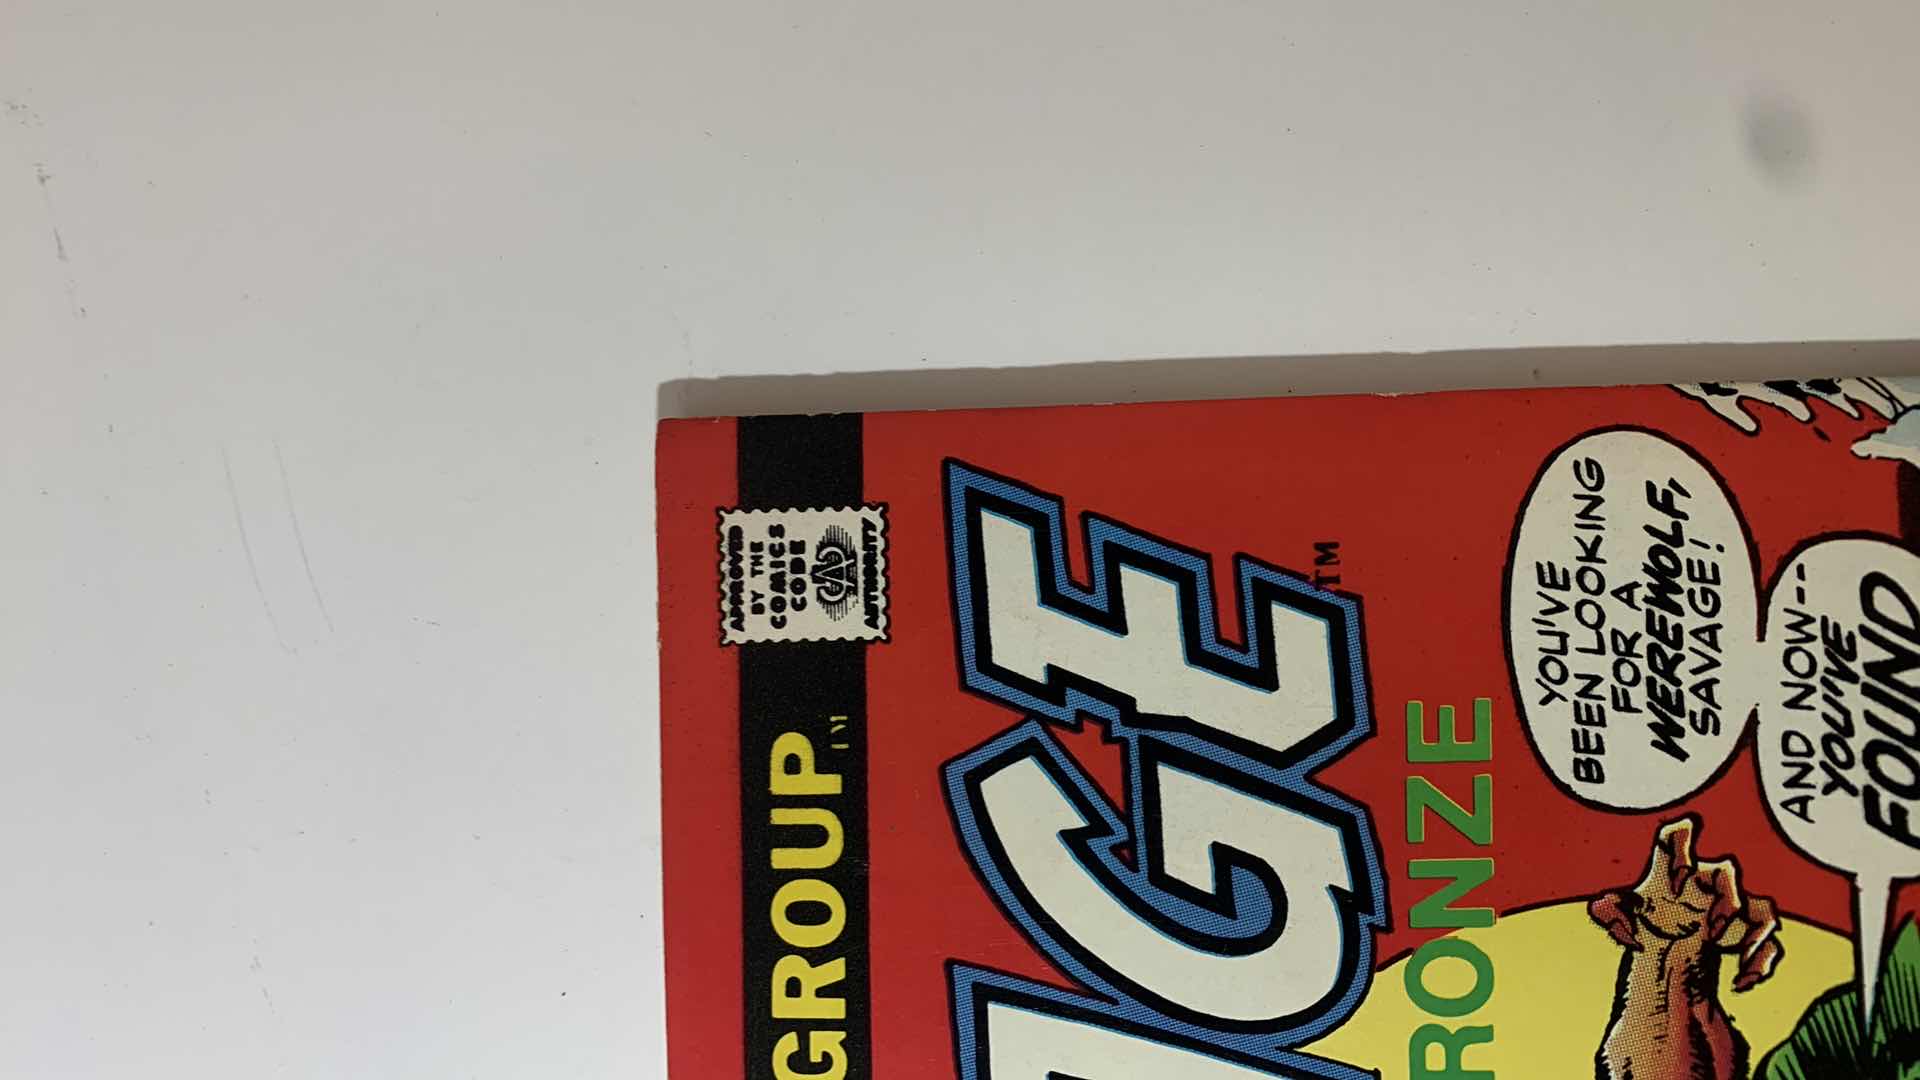 GROUP
TM
APPROVED
BY THE
COMICS
CODE
CA
AUTHORITY
GE
TM
RONZE
YOU'VE
BEEN LOOKING
FOR A
WEREWOLF,
SAVAGE!
AND NOW--
YOU'VE
FOUND